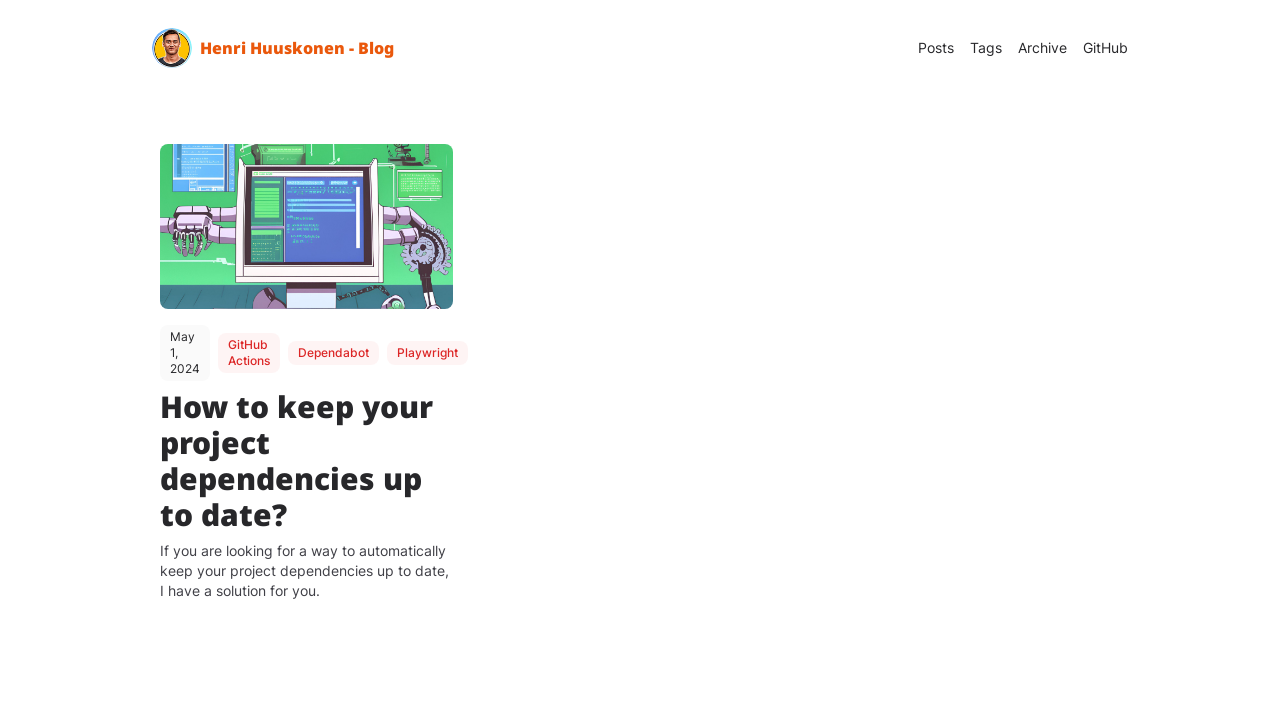 Henri Huuskonen - Blog
Posts
Tags
Archive
GitHub
May
1,
2024
GitHub
Actions
Dependabot
Playwright
How to keep your
project
dependencies up
to date?
If you are looking for a way to automatically
keep your project dependencies up to date,
I have a solution for you.